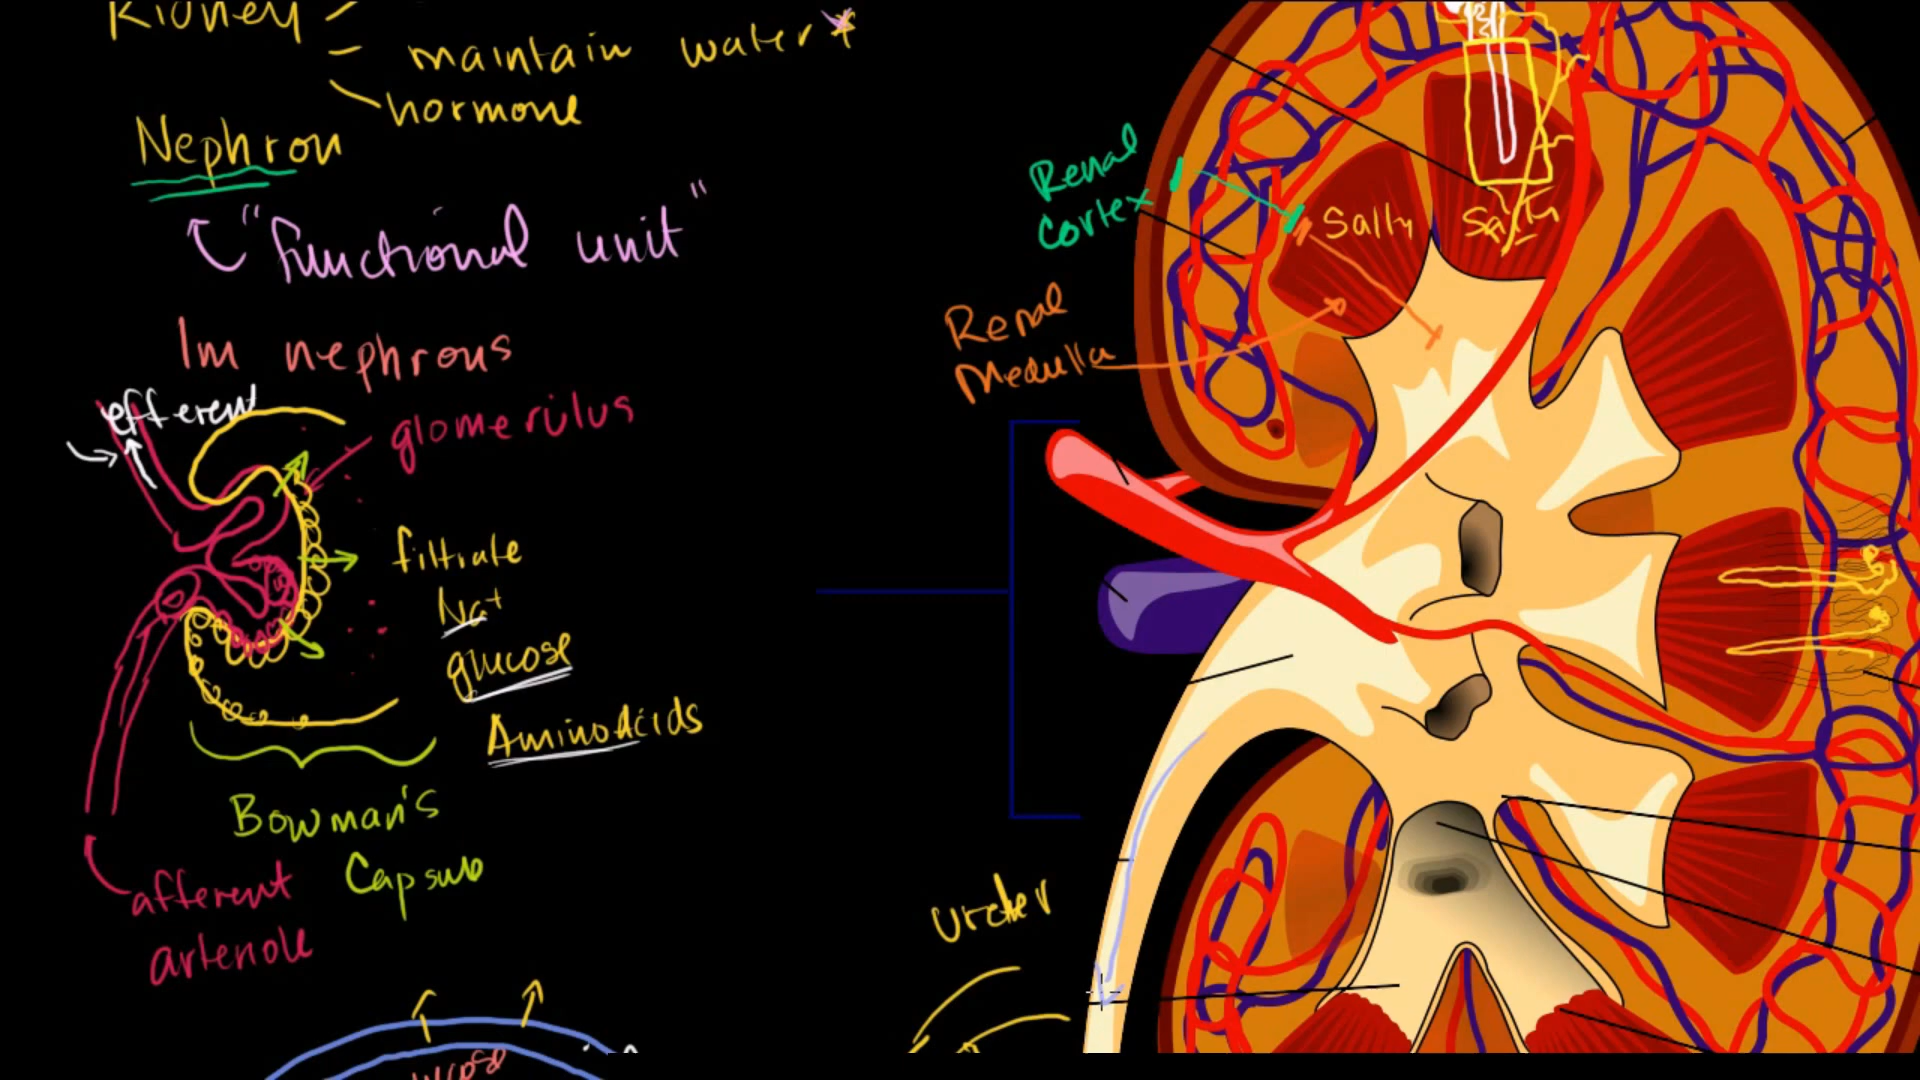 Kidney
maintain water*
hormone
Nephron
"functional unit"
1m nephrons
efferent
glomerulus
filtrate
Na+
glucose
Amino Acids
Bowman's
Capsule
afferent
arteriole
Renal
Cortex
Salty
Salty
Renal
Medulla
Ureter